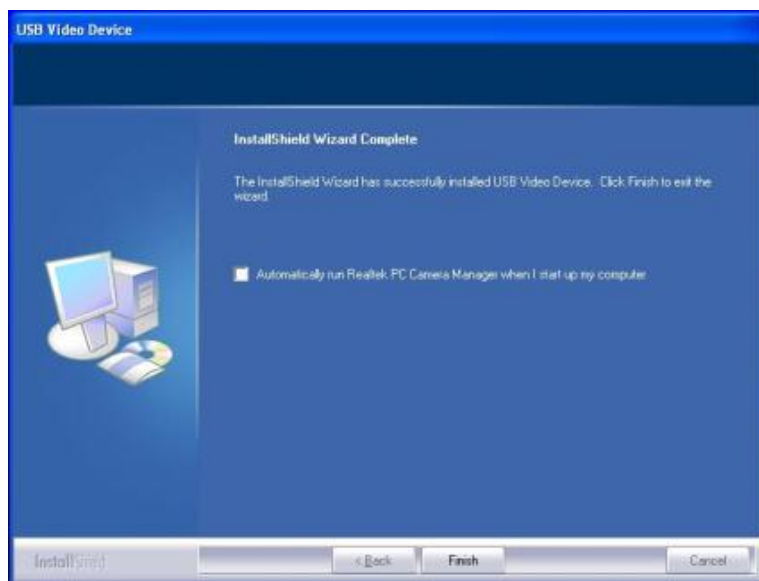 USB Video Device
InstallShield Wizard Complete
The InstallShield Wizard has successfully installed USB Video Device. Click Finish to exit the
wizard.
Automatically run Realtek PC Camera Manager when I start up my computer
InstallShield
< Back
Finish
Cancel